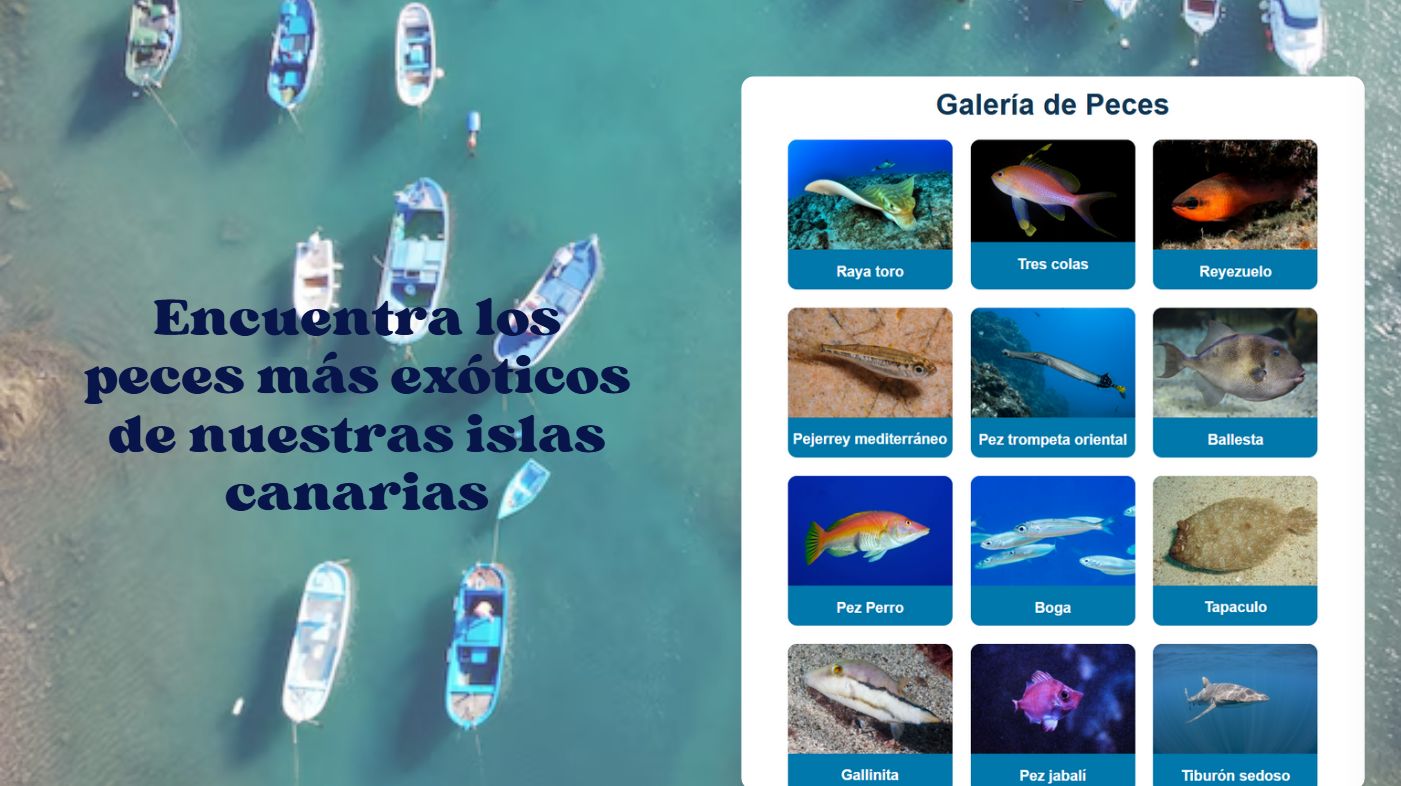 Encuentra los
peces más exóticos
de nuestras islas
canarias
Galería de Peces
Raya toro
Tres colas
Reyezuelo
Pejerrey mediterráneo
Pez trompeta oriental
Ballesta
Pez Perro
Boga
Tapaculo
Gallinita
Pez jabalí
Tiburón sedoso